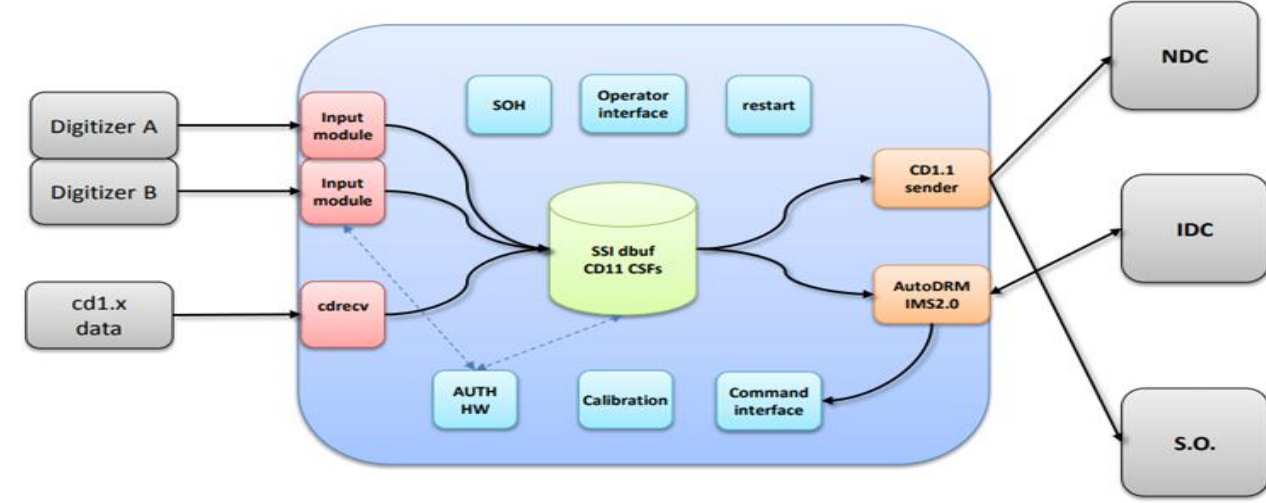 Digitizer A
Digitizer B
cd1.x
data
Input
module
Input
module
cdrecv
SOH
Operator
interface
restart
SSI dbuf
CD11 CSFs
AUTH
HW
Calibration
Command
interface
CD1.1
sender
AutoDRM
IMS2.0
NDC
IDC
S.O.